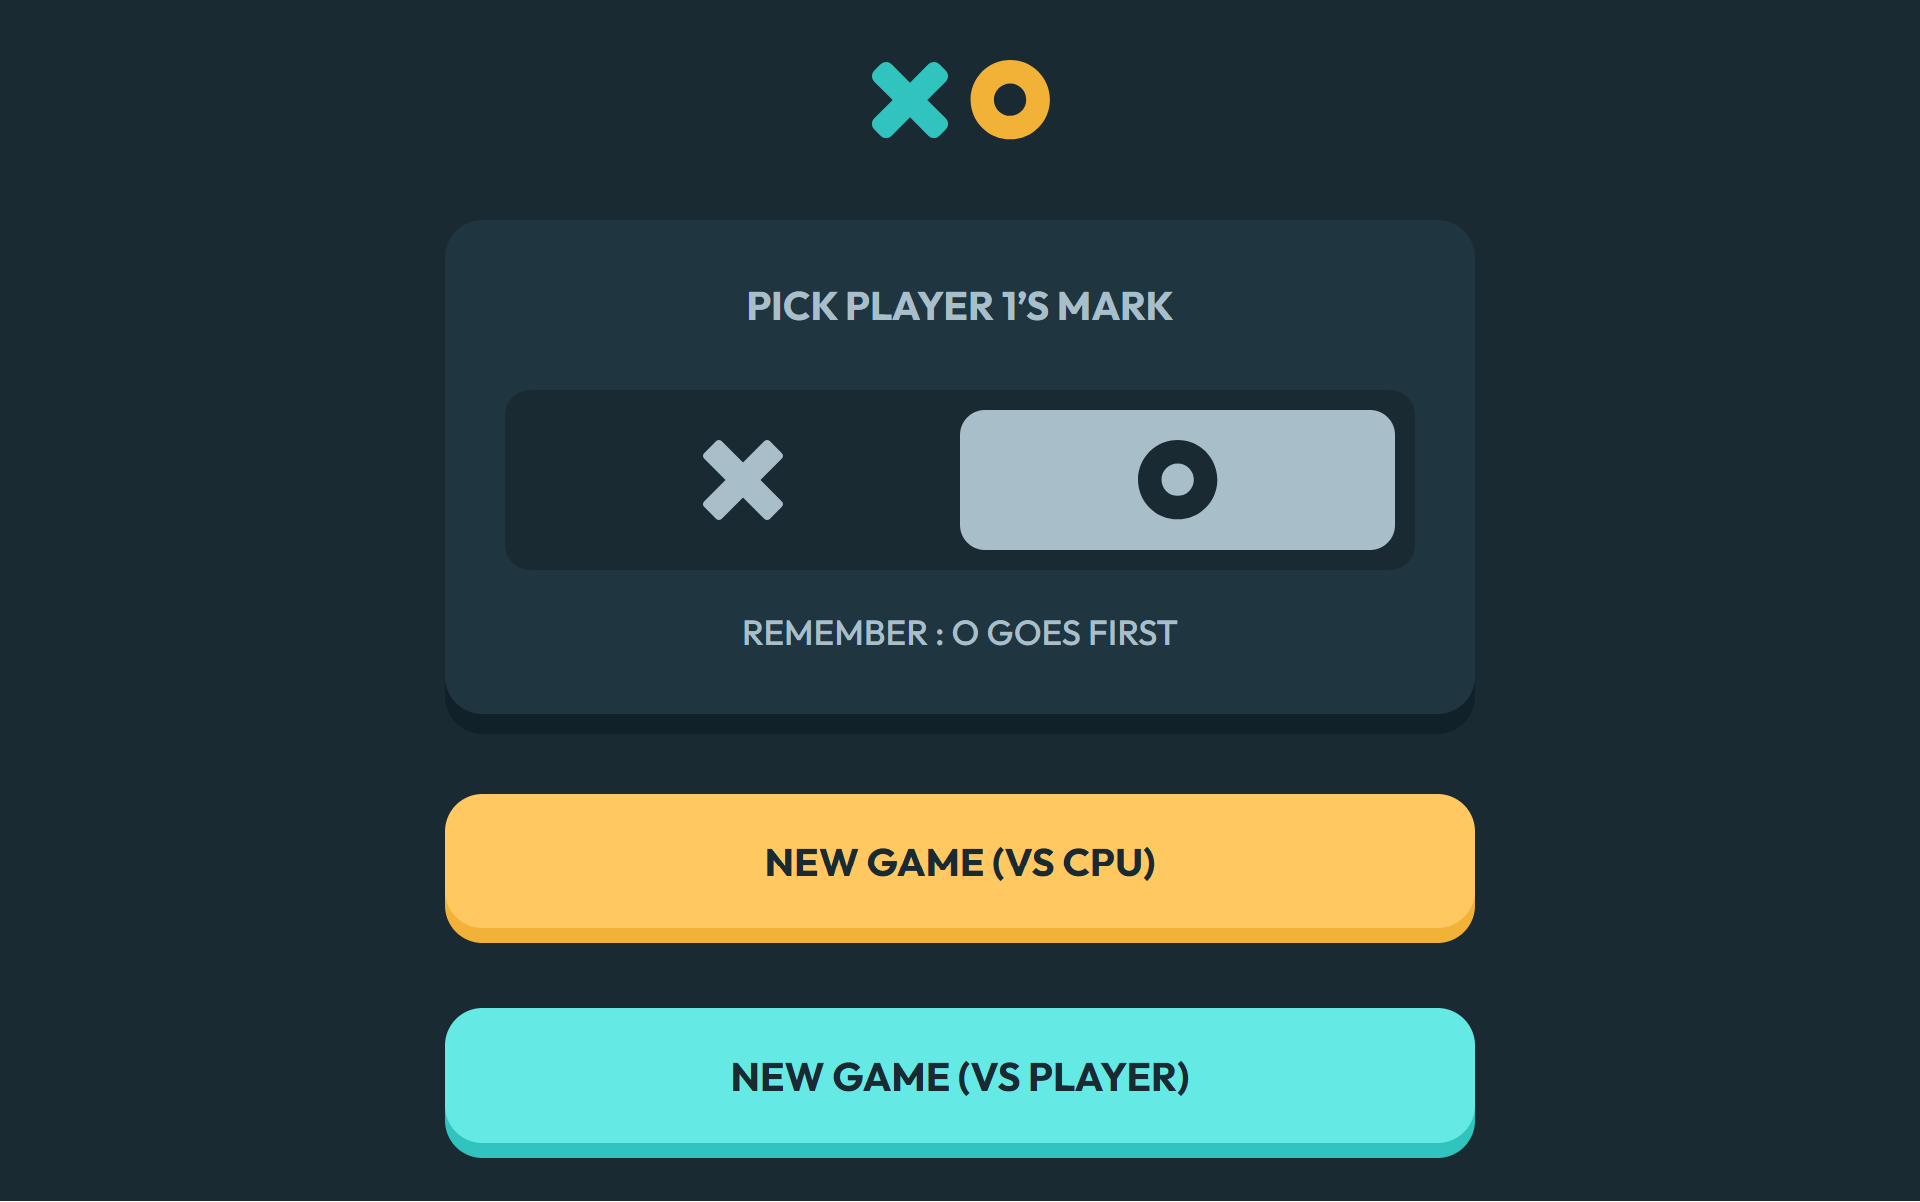 PICK PLAYER 1’S MARK
REMEMBER : O GOES FIRST
NEW GAME (VS CPU)
NEW GAME (VS PLAYER)